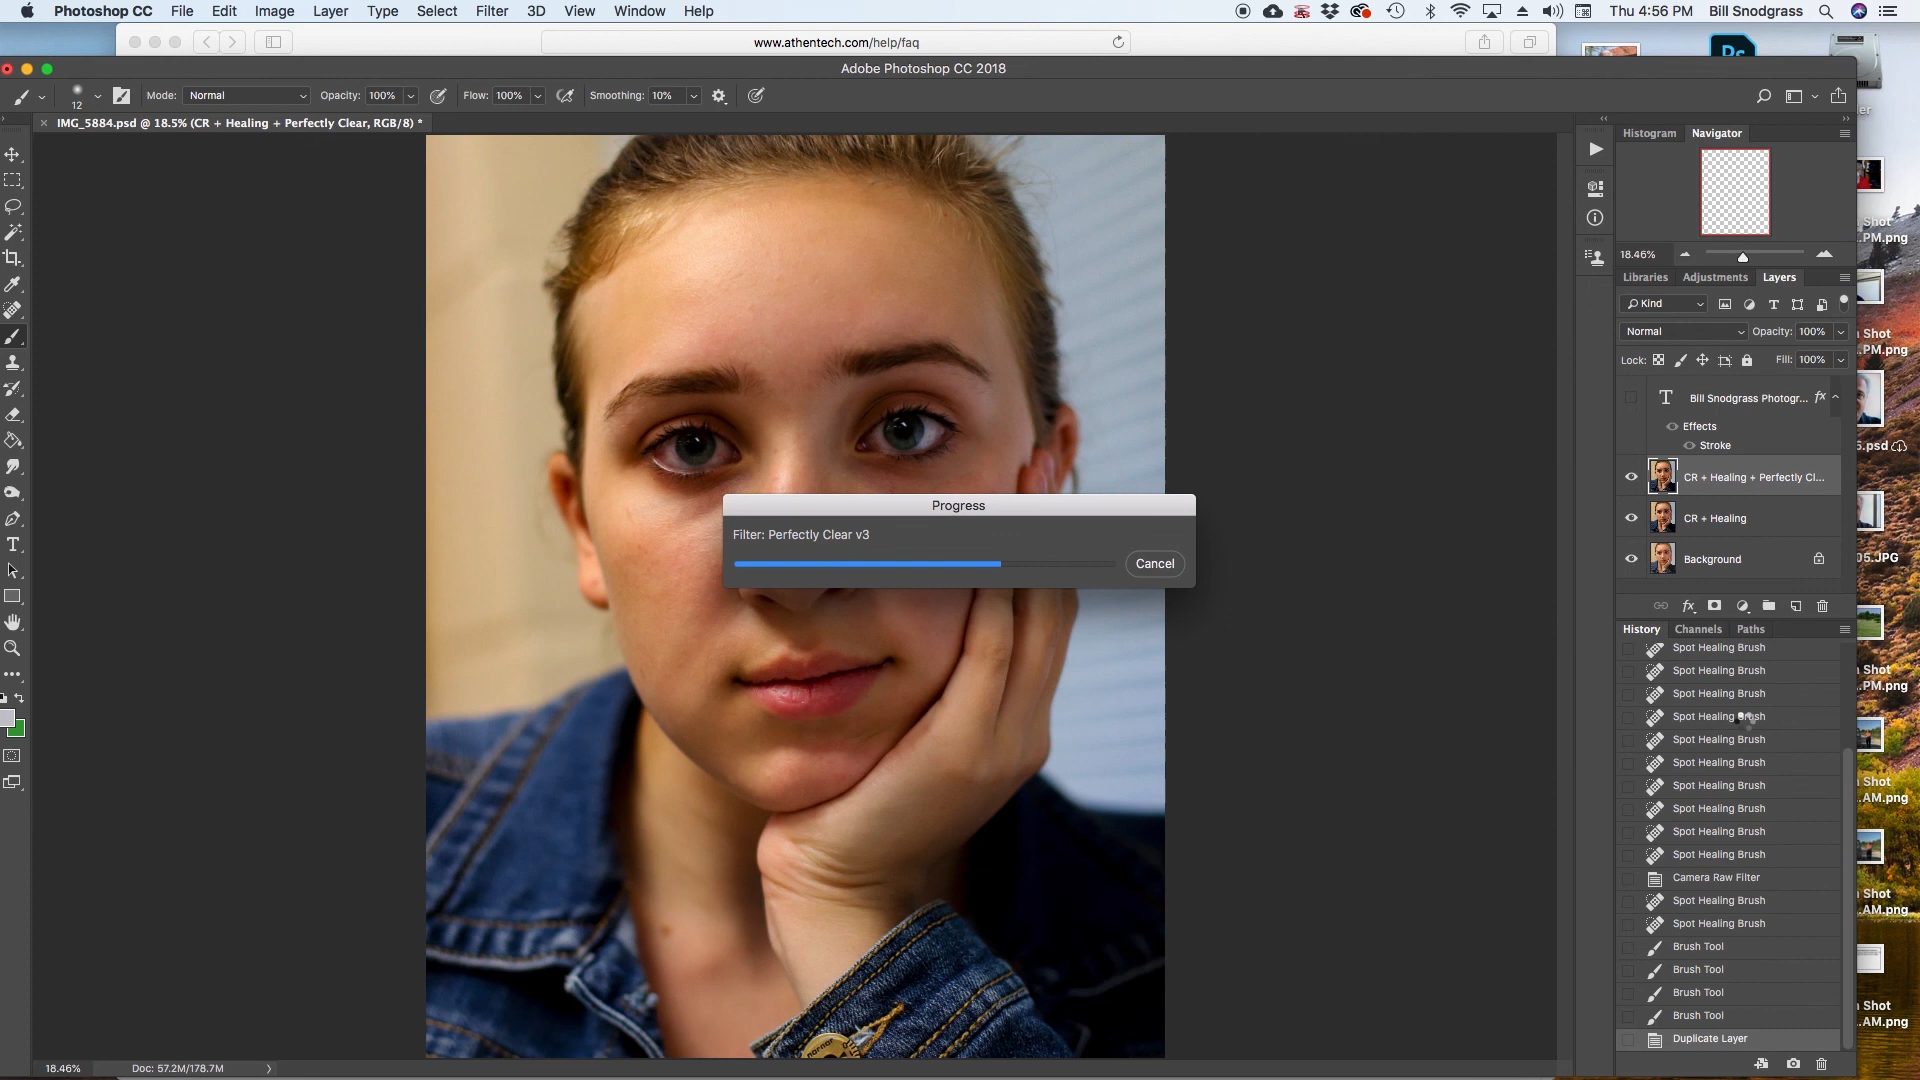 Photoshop CC File Edit Image Layer Type Select Filter 3D View Window Help Thu 4:56 PM Bill Snodgrass
www.athentech.com/help/faq
Adobe Photoshop CC 2018
12 Mode: Normal Opacity: 100% Flow: 100% Smoothing: 10%
IMG_5884.psd @ 18.5% (CR + Healing + Perfectly Clear, RGB/8) *
Histogram Navigator
18.46%
Libraries Adjustments Layers
Kind
Normal Opacity: 100%
Lock: Fill: 100%
Bill Snodgrass Photogr... fx
Effects
Stroke
CR + Healing + Perfectly Cl...
CR + Healing
Background
Progress
Filter: Perfectly Clear v3
Cancel
History Channels Paths
Spot Healing Brush
Spot Healing Brush
Spot Healing Brush
Spot Healing Brush
Spot Healing Brush
Spot Healing Brush
Spot Healing Brush
Spot Healing Brush
Spot Healing Brush
Spot Healing Brush
Camera Raw Filter
Spot Healing Brush
Spot Healing Brush
Brush Tool
Brush Tool
Brush Tool
Brush Tool
Duplicate Layer
18.46% Doc: 57.2M/178.7M
Ps
Shot
.PM.png
Shot
.PM.png
.psd
05.JPG
Shot
.PM.png
Shot
.AM.png
Shot
.AM.png
Shot
.AM.png